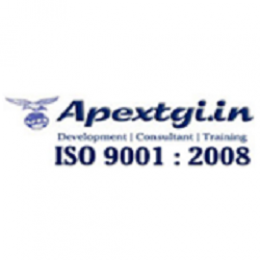 Apextgi.in
Development | Consultant | Training
ISO 9001 : 2008